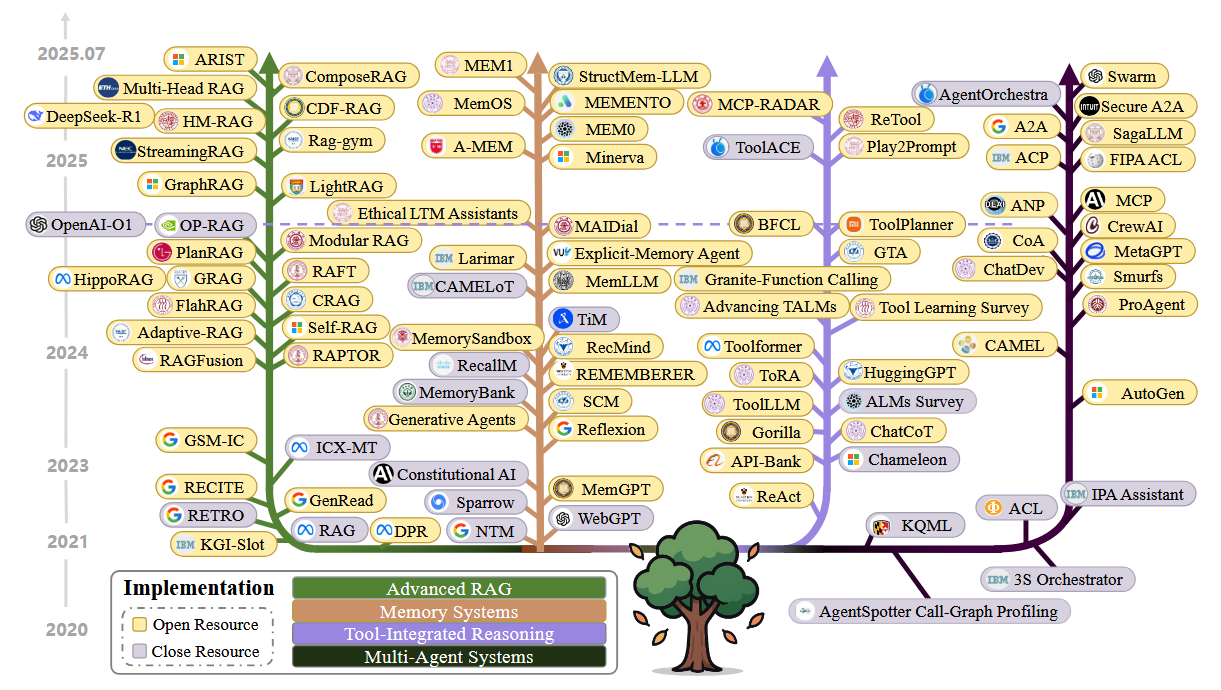 2025.07
2025
2024
2023
2021
2020
ARIST
Multi-Head RAG
DeepSeek-R1
HM-RAG
StreamingRAG
GraphRAG
OpenAI-O1
OP-RAG
PlanRAG
HippoRAG
GRAG
FlahRAG
Adaptive-RAG
RAGFusion
GSM-IC
RECITE
RETRO
KGI-Slot
ComposeRAG
CDF-RAG
Rag-gym
LightRAG
Ethical LTM Assistants
Modular RAG
RAFT
CRAG
Self-RAG
RAPTOR
ICX-MT
GenRead
RAG
DPR
MEM1
MemOS
A-MEM
Larimar
CAMELoT
MemorySandbox
RecallM
MemoryBank
Generative Agents
Constitutional AI
Sparrow
NTM
StructMem-LLM
MEMENTO
MEM0
Minerva
MAIDial
Explicit-Memory Agent
MemLLM
TiM
RecMind
REMEMBERER
SCM
Reflexion
MemGPT
WebGPT
MCP-RADAR
ToolACE
BFCL
Granite-Function Calling
Advancing TALMs
Toolformer
ToRA
ToolLLM
Gorilla
API-Bank
ReAct
ReTool
Play2Prompt
ToolPlanner
GTA
Tool Learning Survey
HuggingGPT
ALMs Survey
ChatCoT
Chameleon
AgentOrchestra
A2A
ACP
ANP
CoA
ChatDev
CAMEL
KQML
ACL
Swarm
Secure A2A
SagaLLM
FIPA ACL
MCP
CrewAI
MetaGPT
Smurfs
ProAgent
AutoGen
IPA Assistant
3S Orchestrator
AgentSpotter Call-Graph Profiling
Implementation
Open Resource
Close Resource
Advanced RAG
Memory Systems
Tool-Integrated Reasoning
Multi-Agent Systems